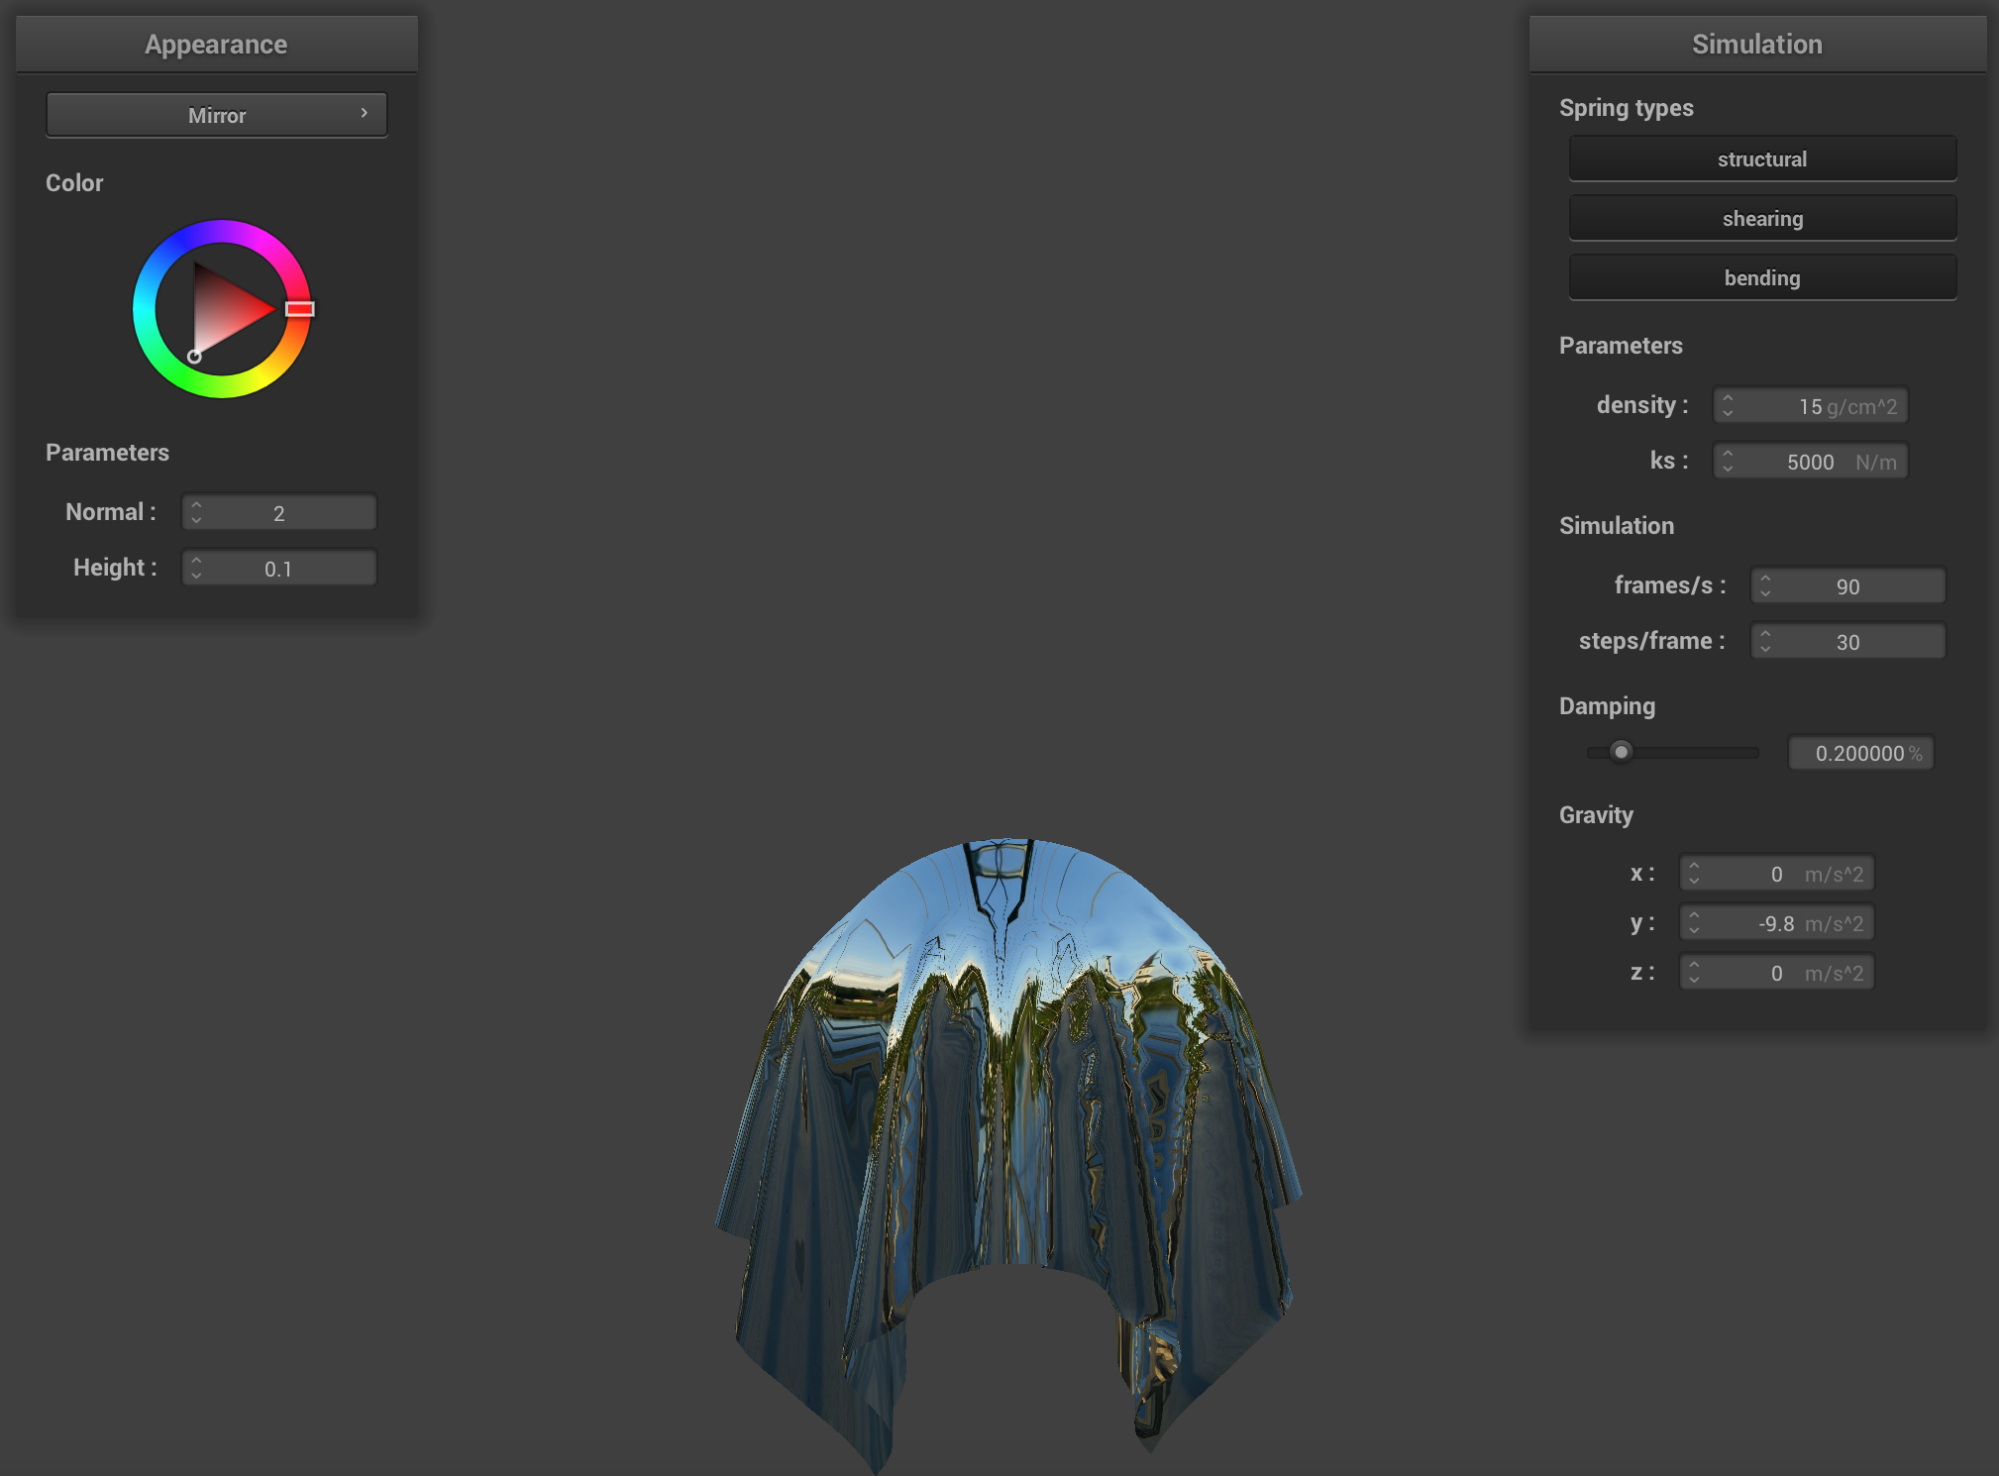 Appearance
Mirror
Color
Parameters
Normal : 2
Height : 0.1
Simulation
Spring types
structural
shearing
bending
Parameters
density : 15 g/cm^2
ks : 5000 N/m
Simulation
frames/s : 90
steps/frame : 30
Damping
0.200000 %
Gravity
x : 0 m/s^2
y : -9.8 m/s^2
z : 0 m/s^2